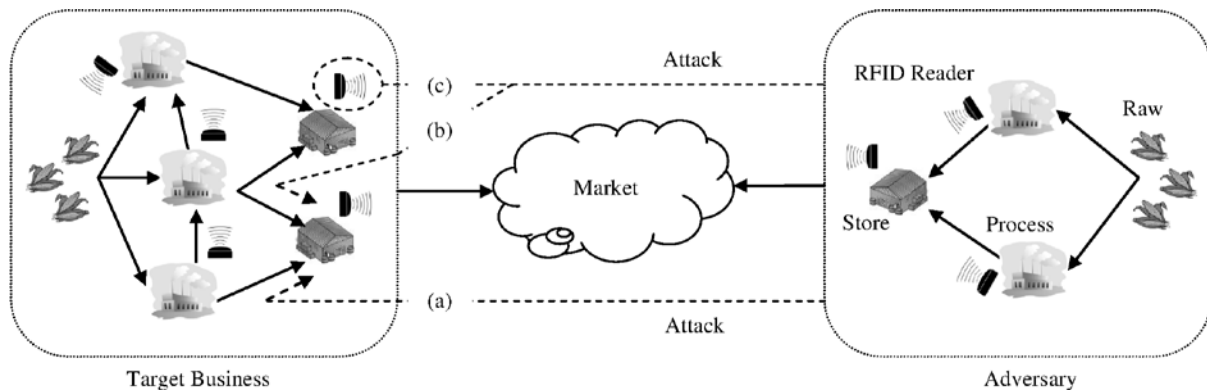 Attack
(c)
RFID Reader
Raw
(b)
Market
Store
Process
(a)
Attack
Target Business
Adversary